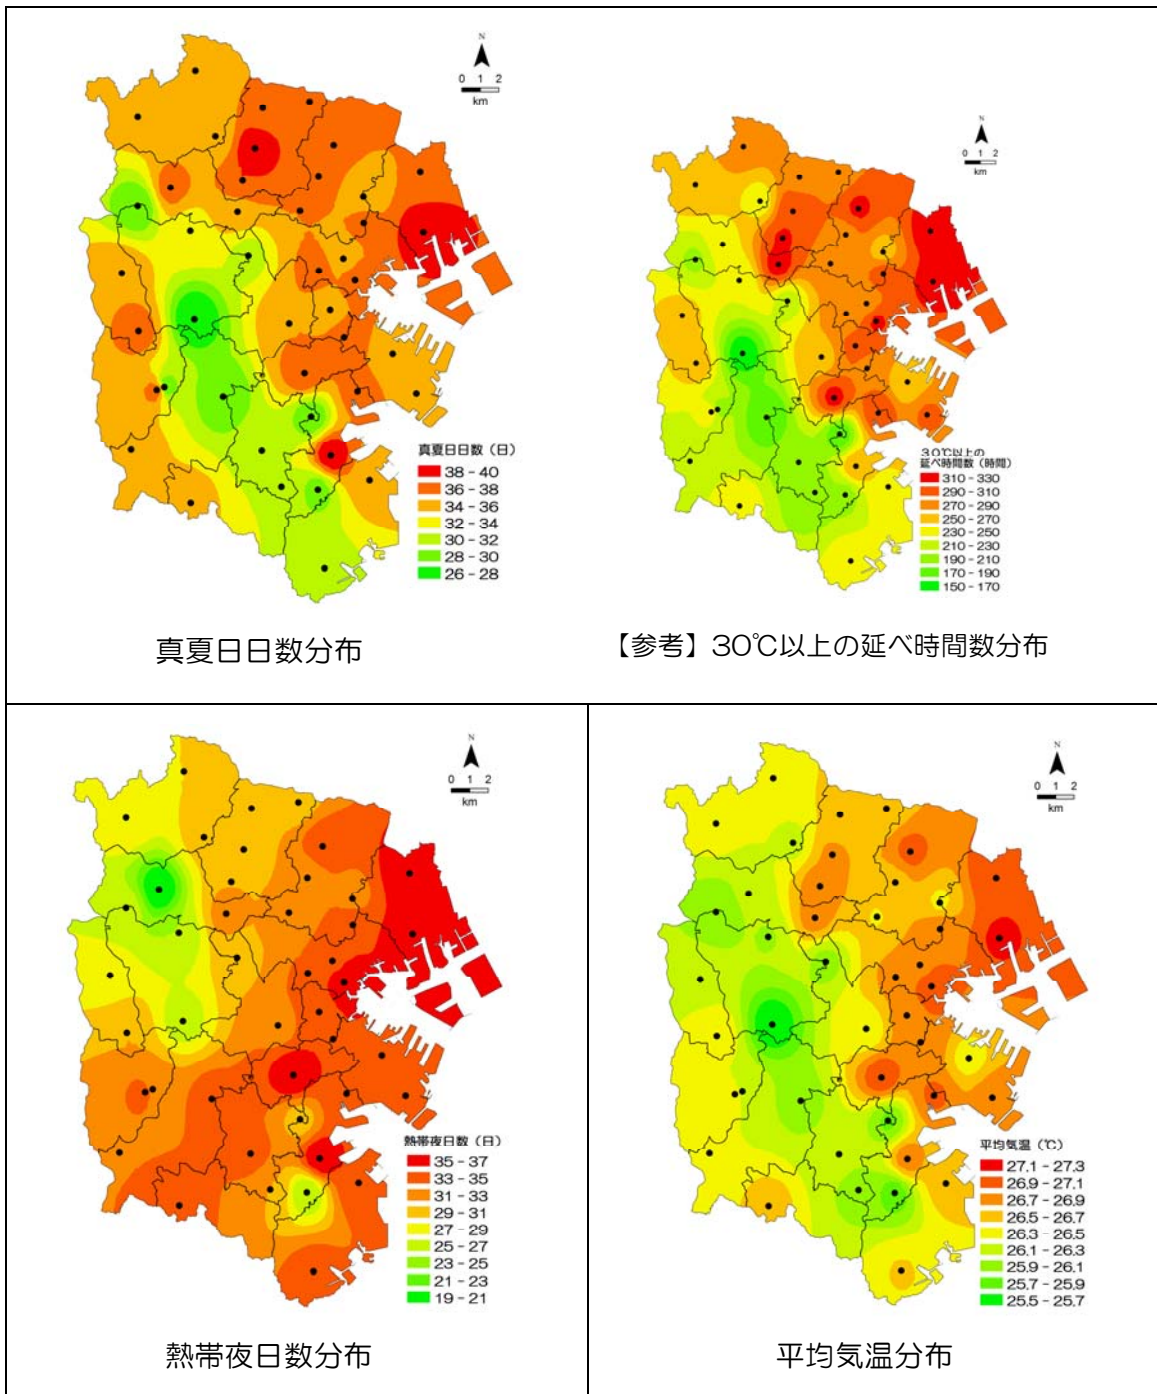 N
0 1 2
km
真夏日日数（日）
38 - 40
36 - 38
34 - 36
32 - 34
30 - 32
28 - 30
26 - 28
真夏日日数分布
N
0 1 2
km
30℃以上の
延べ時間数（時間）
310 - 330
290 - 310
270 - 290
250 - 270
230 - 250
210 - 230
190 - 210
170 - 190
150 - 170
【参考】30℃以上の延べ時間数分布
N
0 1 2
km
熱帯夜日数（日）
35 - 37
33 - 35
31 - 33
29 - 31
27 - 29
25 - 27
23 - 25
21 - 23
19 - 21
熱帯夜日数分布
N
0 1 2
km
平均気温（℃）
27.1 - 27.3
26.9 - 27.1
26.7 - 26.9
26.5 - 26.7
26.3 - 26.5
26.1 - 26.3
25.9 - 26.1
25.7 - 25.9
25.5 - 25.7
平均気温分布